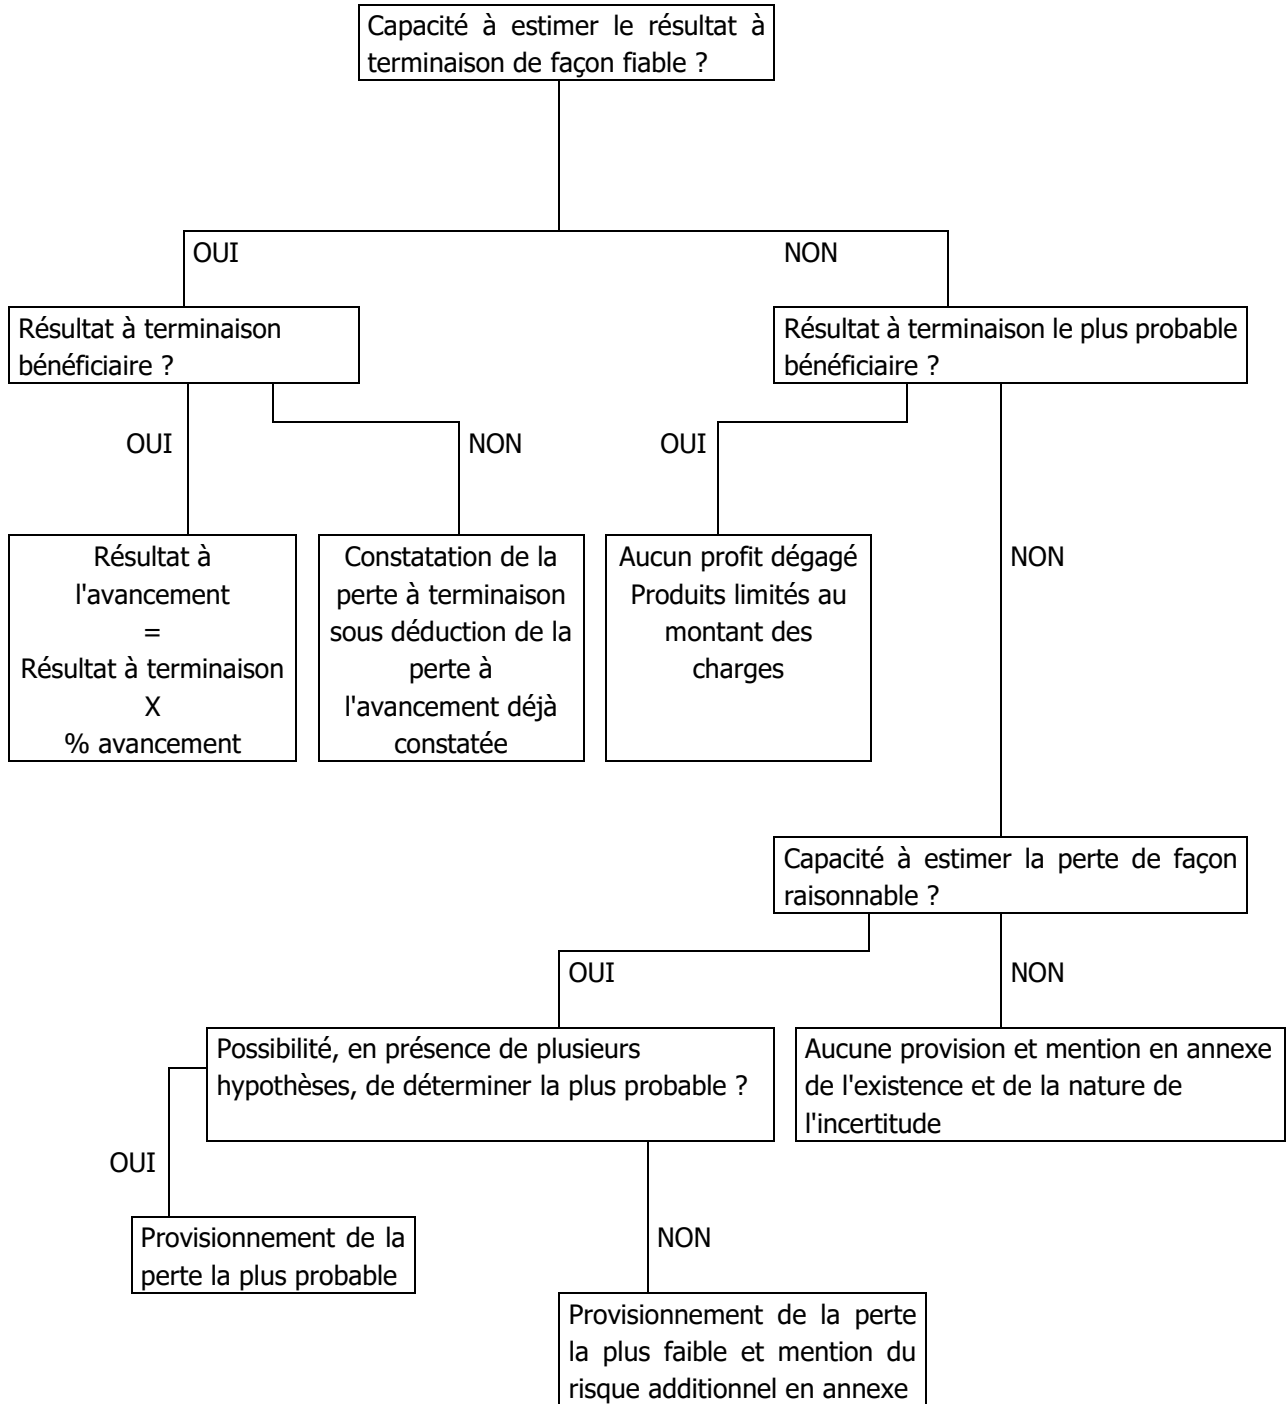 Capacité à estimer le résultat à
terminaison de façon fiable ?
OUI
NON
Résultat à terminaison
bénéficiaire ?
Résultat à terminaison le plus probable
bénéficiaire ?
OUI
NON
OUI
Résultat à
l'avancement
=
Résultat à terminaison
X
% avancement
Constatation de la
perte à terminaison
sous déduction de la
perte à
l'avancement déjà
constatée
Aucun profit dégagé
Produits limités au
montant des
charges
NON
Capacité à estimer la perte de façon
raisonnable ?
OUI
NON
Possibilité, en présence de plusieurs
hypothèses, de déterminer la plus probable ?
Aucune provision et mention en annexe
de l'existence et de la nature de
l'incertitude
OUI
Provisionnement de la
perte la plus probable
NON
Provisionnement de la perte
la plus faible et mention du
risque additionnel en annexe